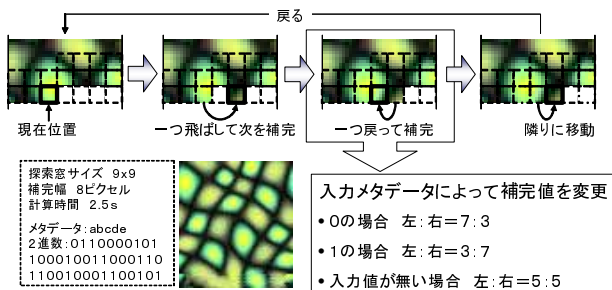 戻る
現在位置
一つ飛ばして次を補完
一つ戻って補完
隣りに移動
探索窓サイズ 9x9
補完幅 8ピクセル
計算時間 2.5s
メタデータ:abcde
2進数:0110000101
100010011000110
110010001100101
入力メタデータによって補完値を変更
• 0の場合 左:右=7:3
• 1の場合 左:右=3:7
• 入力値が無い場合 左:右=5:5